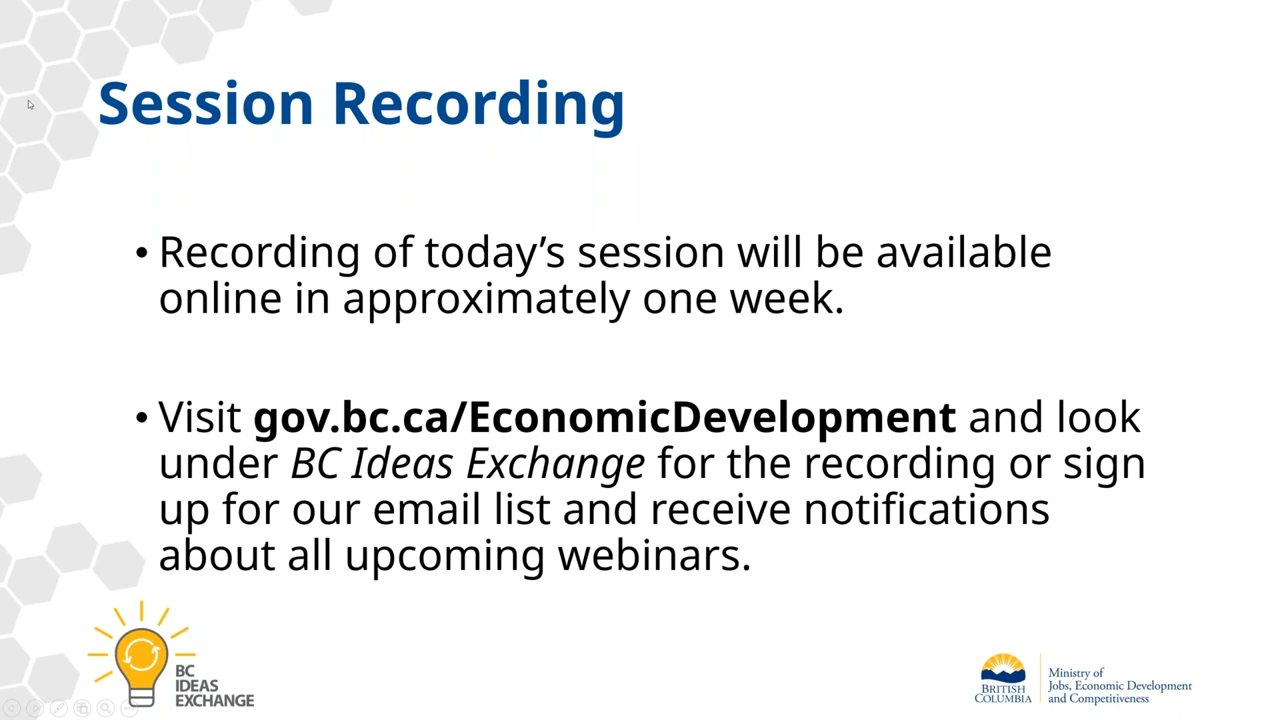 Session Recording
• Recording of today’s session will be available
online in approximately one week.
• Visit gov.bc.ca/EconomicDevelopment and look
under BC Ideas Exchange for the recording or sign
up for our email list and receive notifications
about all upcoming webinars.
BC
IDEAS
EXCHANGE
BRITISH
COLUMBIA
Ministry of
Jobs, Economic Development
and Competitiveness